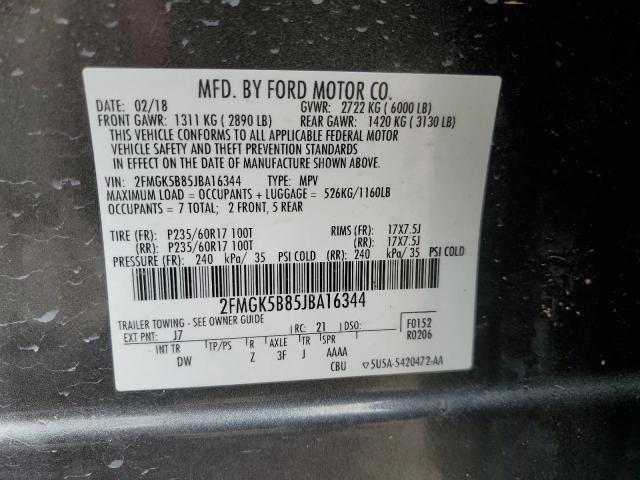 MFD. BY FORD MOTOR CO.
DATE: 02/18 GVWR: 2722 KG ( 6000 LB)
FRONT GAWR: 1311 KG ( 2890 LB) REAR GAWR: 1420 KG ( 3130 LB)
THIS VEHICLE CONFORMS TO ALL APPLICABLE FEDERAL MOTOR
VEHICLE SAFETY AND THEFT PREVENTION STANDARDS
IN EFFECT ON THE DATE OF MANUFACTURE SHOWN ABOVE.
VIN: 2FMGK5B85JBA16344 TYPE: MPV
MAXIMUM LOAD = OCCUPANTS + LUGGAGE = 526KG/1160LB
OCCUPANTS = 7 TOTAL; 2 FRONT, 5 REAR
TIRE (FR): P235/60R17 100T RIMS (FR): 17X7.5J
(RR): P235/60R17 100T (RR): 17X7.5J
PRESSURE (FR): 240 kPa/ 35 PSI COLD (RR): 240 kPa/ 35 PSI COLD
2FMGK5B85JBA16344
TRAILER TOWING - SEE OWNER GUIDE
EXT PNT: J7 RC: 21 DSO: F0152
INT TR TP/PS R AXLE TR SPR R0206
DW Z 3F J AAAA
CBU 5U5A-5420472-AA